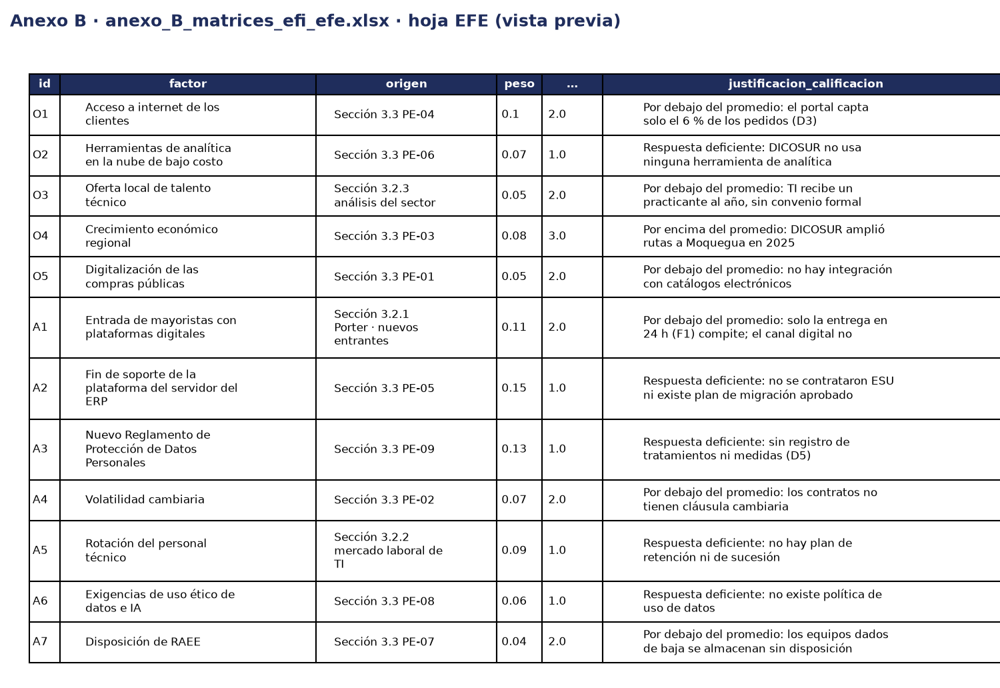 Anexo B · anexo_B_matrices_efi_efe.xlsx · hoja EFE (vista previa)
id factor origen peso ... justificacion_calificacion
O1 Acceso a internet de los clientes Sección 3.3 PE-04 0.1 2.0 Por debajo del promedio: el portal capta solo el 6 % de los pedidos (D3)
O2 Herramientas de analítica en la nube de bajo costo Sección 3.3 PE-06 0.07 1.0 Respuesta deficiente: DICOSUR no usa ninguna herramienta de analítica
O3 Oferta local de talento técnico Sección 3.2.3 análisis del sector 0.05 2.0 Por debajo del promedio: TI recibe un practicante al año, sin convenio formal
O4 Crecimiento económico regional Sección 3.3 PE-03 0.08 3.0 Por encima del promedio: DICOSUR amplió rutas a Moquegua en 2025
O5 Digitalización de las compras públicas Sección 3.3 PE-01 0.05 2.0 Por debajo del promedio: no hay integración con catálogos electrónicos
A1 Entrada de mayoristas con plataformas digitales Sección 3.2.1 Porter · nuevos entrantes 0.11 2.0 Por debajo del promedio: solo la entrega en 24 h (F1) compite; el canal digital no
A2 Fin de soporte de la plataforma del servidor del ERP Sección 3.3 PE-05 0.15 1.0 Respuesta deficiente: no se contrataron ESU ni existe plan de migración aprobado
A3 Nuevo Reglamento de Protección de Datos Personales Sección 3.3 PE-09 0.13 1.0 Respuesta deficiente: sin registro de tratamientos ni medidas (D5)
A4 Volatilidad cambiaria Sección 3.3 PE-02 0.07 2.0 Por debajo del promedio: los contratos no tienen cláusula cambiaria
A5 Rotación del personal técnico Sección 3.2.2 mercado laboral de TI 0.09 1.0 Respuesta deficiente: no hay plan de retención ni de sucesión
A6 Exigencias de uso ético de datos e IA Sección 3.3 PE-08 0.06 1.0 Respuesta deficiente: no existe política de uso de datos
A7 Disposición de RAEE Sección 3.3 PE-07 0.04 2.0 Por debajo del promedio: los equipos dados de baja se almacenan sin disposición